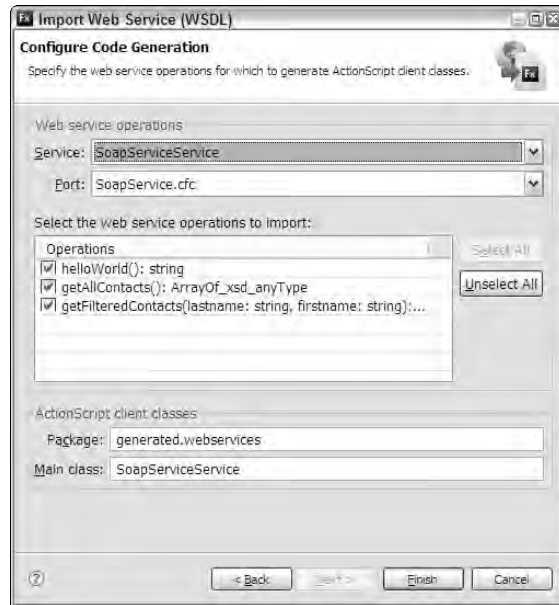 Fx Import Web Service (WSDL)
Configure Code Generation
Specify the web service operations for which to generate ActionScript client classes.
Fx
Web service operations
Service: SoapServiceService
Port: SoapService.cfc
Select the web service operations to import:
Operations
Select All
helloWorld(): string
getAllContacts(): ArrayOf_xsd_anyType
Unselect All
getFilteredContacts(lastname: string, firstname: string):...
ActionScript client classes
Package: generated.webservices
Main class: SoapServiceService
?
< Back
Next >
Finish
Cancel